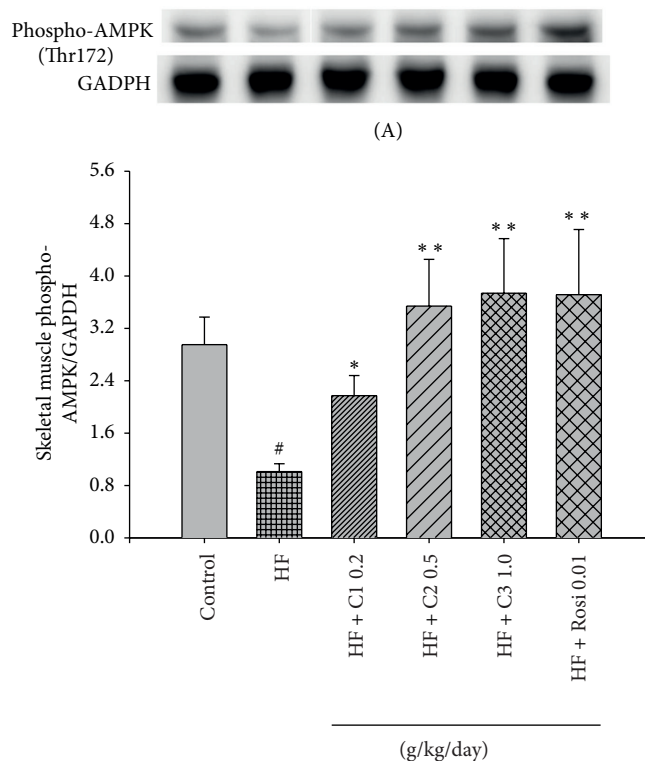 Phospho-AMPK
(Thr172)
GADPH
(A)
5.6
4.8
4.0
3.2
2.4
1.6
0.8
0.0
Skeletal muscle phospho-
AMPK/GAPDH
#
*
**
**
**
Control
HF
HF + C1 0.2
HF + C2 0.5
HF + C3 1.0
HF + Rosi 0.01
(g/kg/day)